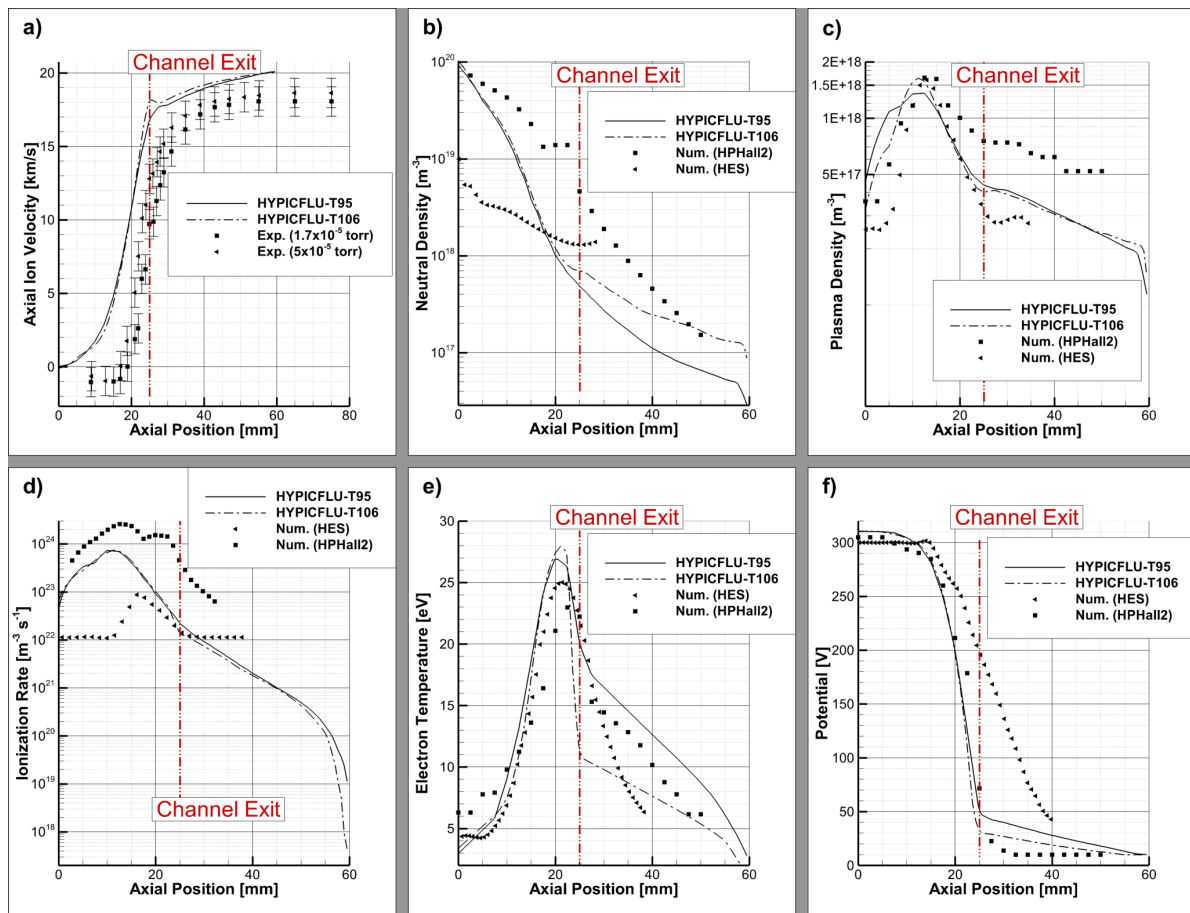 a)
Channel Exit
Axial Ion Velocity [km/s]
20
15
10
5
0
HYPICFLU-T95
HYPICFLU-T106
Exp. (1.7x10⁻⁵ torr)
Exp. (5x10⁻⁵ torr)
0 20 40 60 80
Axial Position [mm]
b)
Channel Exit
Neutral Density [m⁻³]
10²⁰
10¹⁹
10¹⁸
10¹⁷
HYPICFLU-T95
HYPICFLU-T106
Num. (HPHall2)
Num. (HES)
0 20 40 60
Axial Position [mm]
c)
Channel Exit
Plasma Density [m⁻³]
2E+18
1.5E+18
1E+18
5E+17
HYPICFLU-T95
HYPICFLU-T106
Num. (HPHall2)
Num. (HES)
0 20 40 60
Axial Position [mm]
d)
HYPICFLU-T95
HYPICFLU-T106
Num. (HES)
Num. (HPHall2)
Ionization Rate [m⁻³ s⁻¹]
10²⁴
10²³
10²²
10²¹
10²⁰
10¹⁹
10¹⁸
Channel Exit
0 20 40 60
Axial Position [mm]
e)
Channel Exit
Electron Temperature [eV]
30
25
20
15
10
5
HYPICFLU-T95
HYPICFLU-T106
Num. (HES)
Num. (HPHall2)
0 20 40 60
Axial Position [mm]
f)
Channel Exit
Potential [V]
300
250
200
150
100
50
0
HYPICFLU-T95
HYPICFLU-T106
Num. (HES)
Num. (HPHall2)
0 20 40 60
Axial Position [mm]